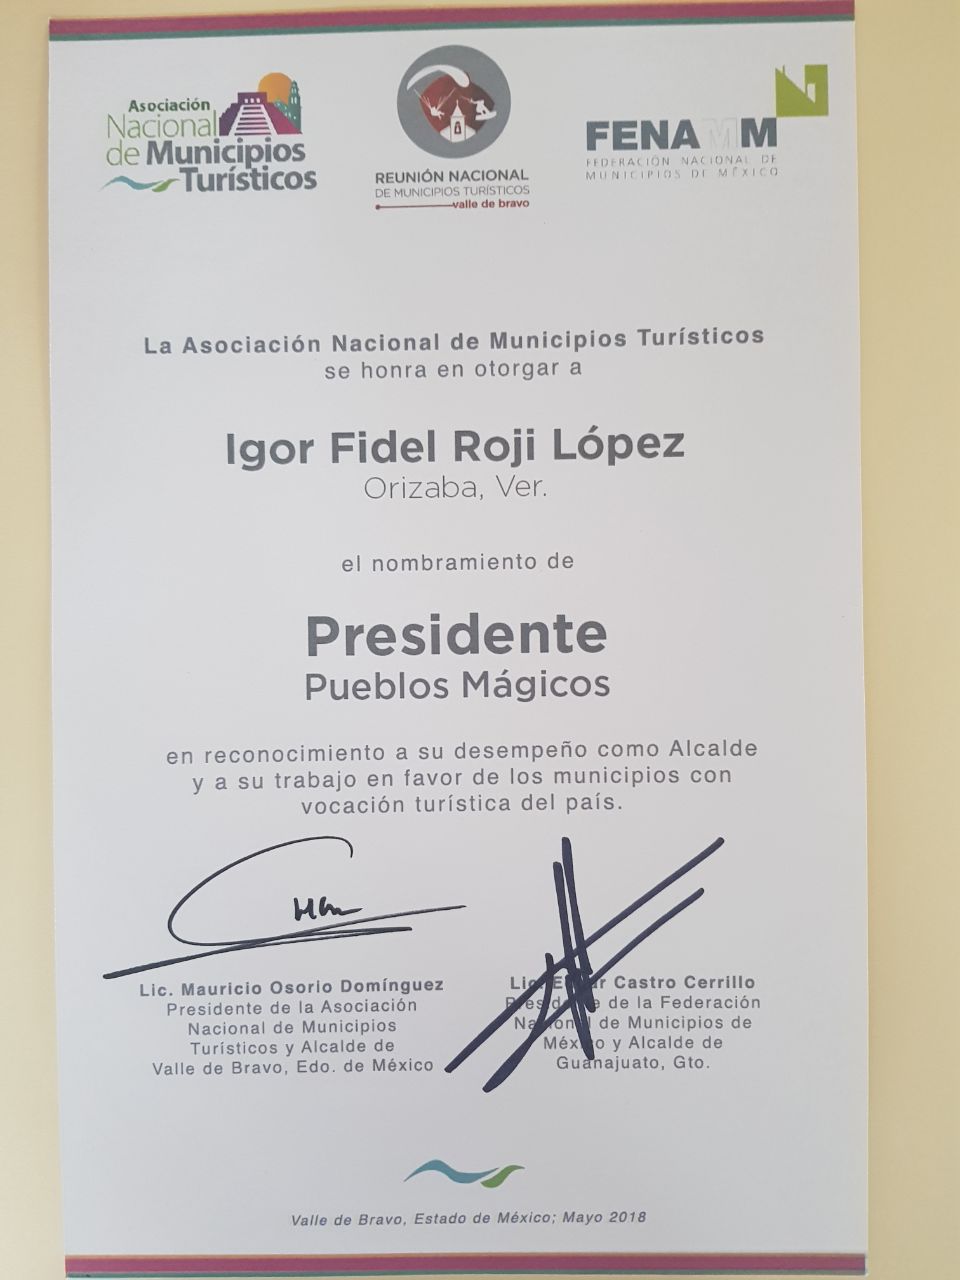 Asociación
Nacional
de Municipios
Turísticos
REUNIÓN NACIONAL
DE MUNICIPIOS TURÍSTICOS
valle de bravo
FENAMM
FEDERACIÓN NACIONAL DE
MUNICIPIOS DE MÉXICO
La Asociación Nacional de Municipios Turísticos
se honra en otorgar a
Igor Fidel Roji López
Orizaba, Ver.
el nombramiento de
Presidente
Pueblos Mágicos
en reconocimiento a su desempeño como Alcalde
y a su trabajo en favor de los municipios con
vocación turística del país.
Lic. Mauricio Osorio Domínguez
Presidente de la Asociación
Nacional de Municipios
Turísticos y Alcalde de
Valle de Bravo, Edo. de México
Lic. Castro Cerrillo
Presidente de la Federación
Nacional de Municipios de
México y Alcalde de
Guanajuato, Gto.
Valle de Bravo, Estado de México; Mayo 2018